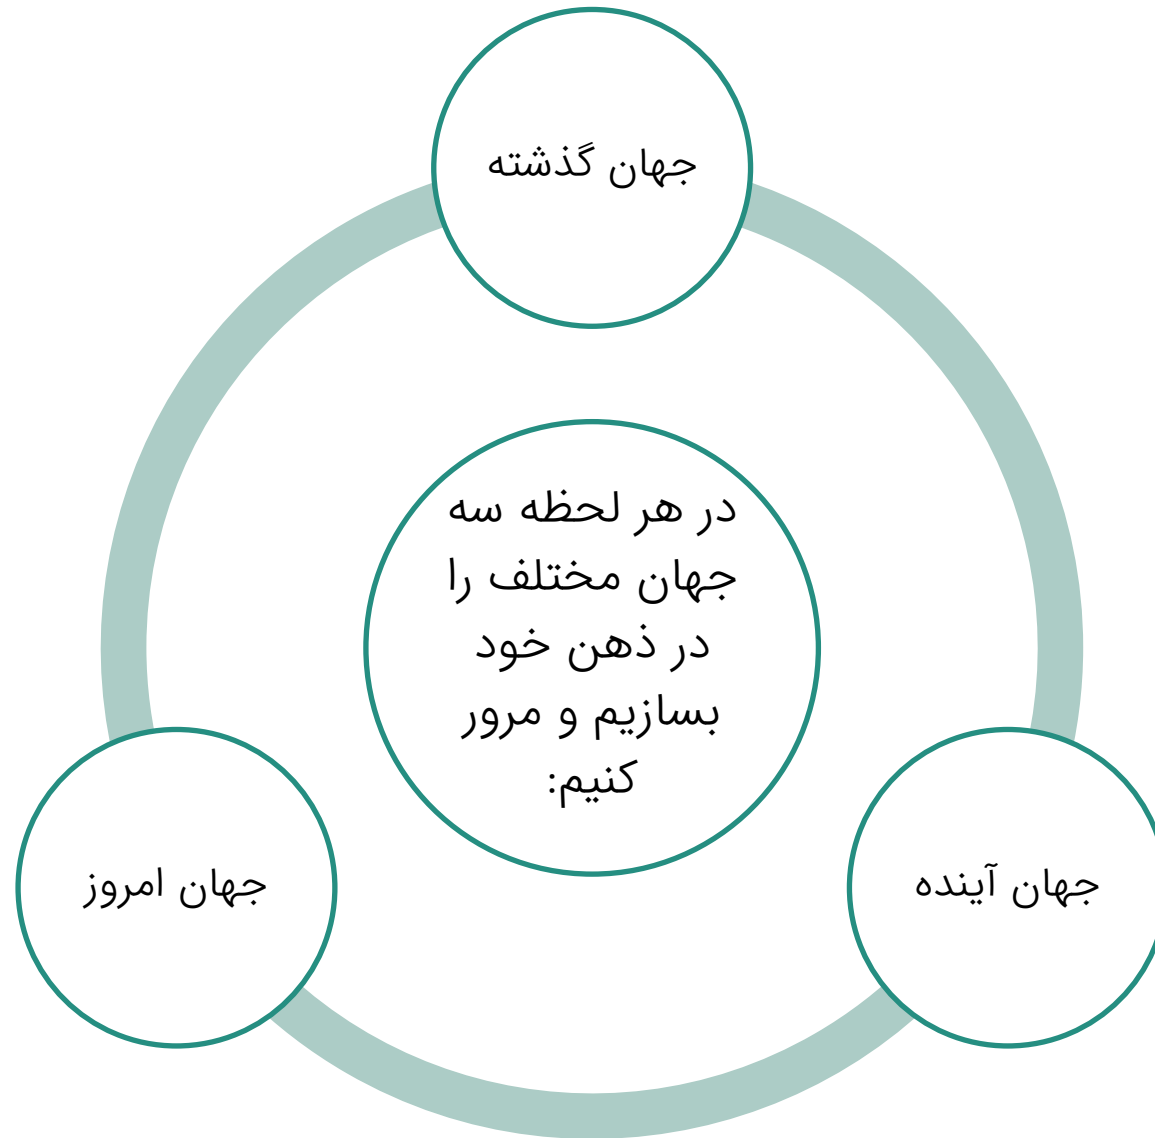 جهان گذشته
در هر لحظه سه
جهان مختلف را
در ذهن خود
بسازیم و مرور
کنیم:
جهان آینده
جهان امروز